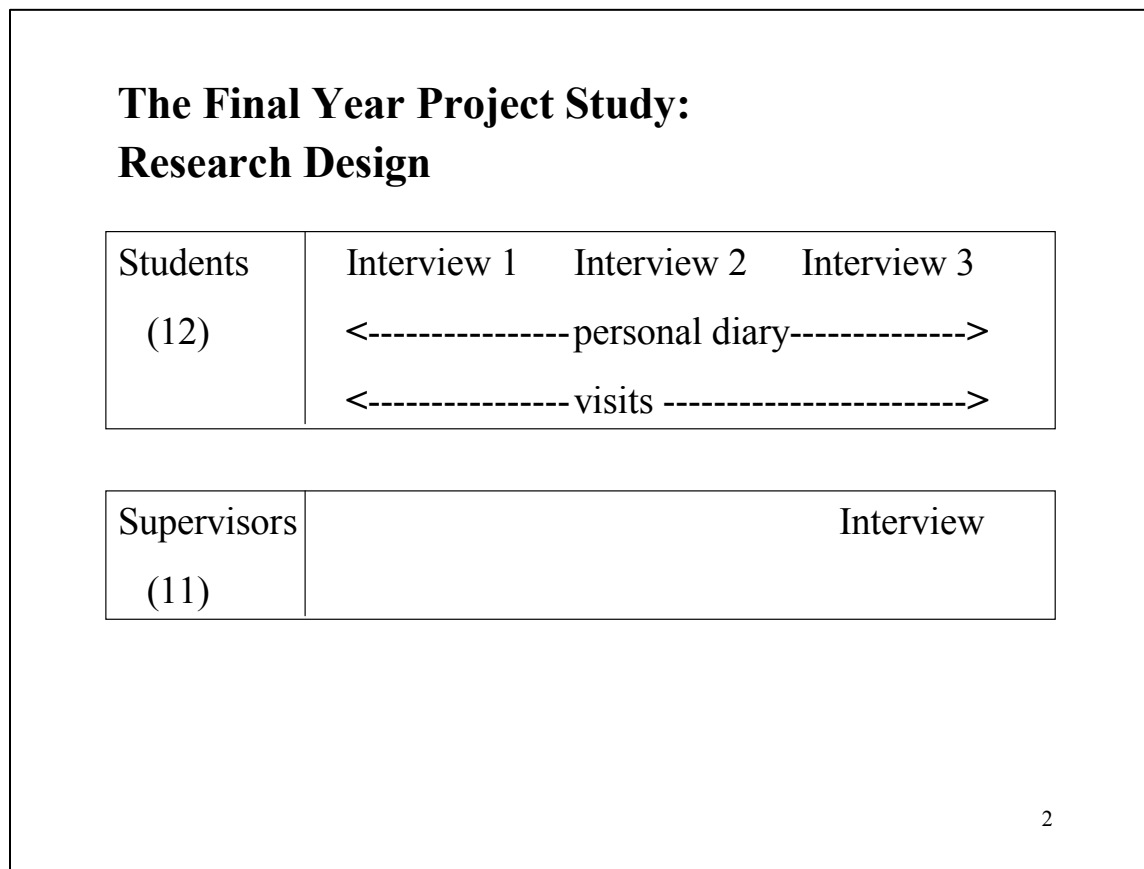 The Final Year Project Study:
Research Design
Students Interview 1 Interview 2 Interview 3
(12) <----------------personal diary-------------->
<----------------visits ------------------------>
Supervisors Interview
(11)
2